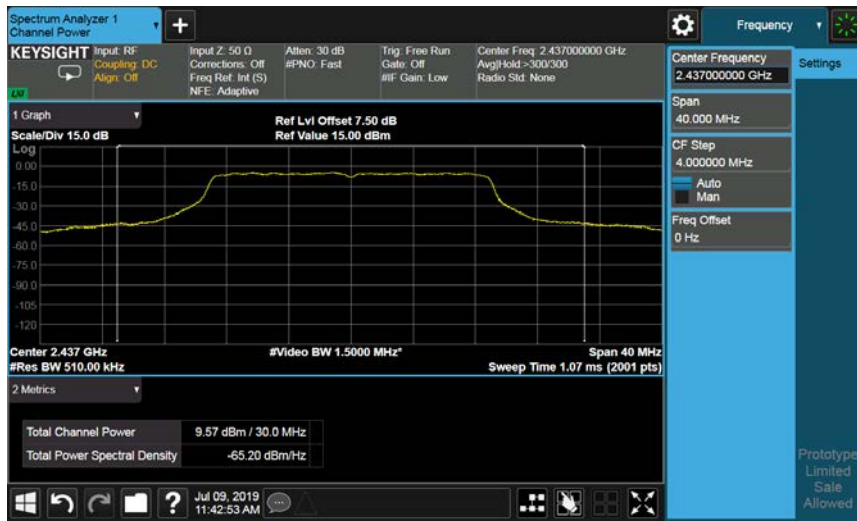 Spectrum Analyzer 1
Channel Power
Frequency
KEYSIGHT
Input: RF
Coupling: DC
Align: Off
LXI
Input Z: 50 Ω
Corrections: Off
Freq Ref: Int (S)
NFE: Adaptive
Atten: 30 dB
#PNO: Fast
Trig: Free Run
Gate: Off
#IF Gain: Low
Center Freq: 2.437000000 GHz
Avg|Hold:>300/300
Radio Std: None
Center Frequency
2.437000000 GHz
Settings
Span
40.000 MHz
CF Step
4.000000 MHz
Auto
Man
Freq Offset
0 Hz
1 Graph
Scale/Div 15.0 dB
Ref Lvl Offset 7.50 dB
Ref Value 15.00 dBm
Log
0.00
-15.0
-30.0
-45.0
-60.0
-75.0
-90.0
-105
-120
Center 2.437 GHz
#Res BW 510.00 kHz
#Video BW 1.5000 MHz*
Span 40 MHz
Sweep Time 1.07 ms (2001 pts)
2 Metrics
Total Channel Power 9.57 dBm / 30.0 MHz
Total Power Spectral Density -65.20 dBm/Hz
Prototype
Limited
Sale
Allowed
?
Jul 09, 2019
11:42:53 AM